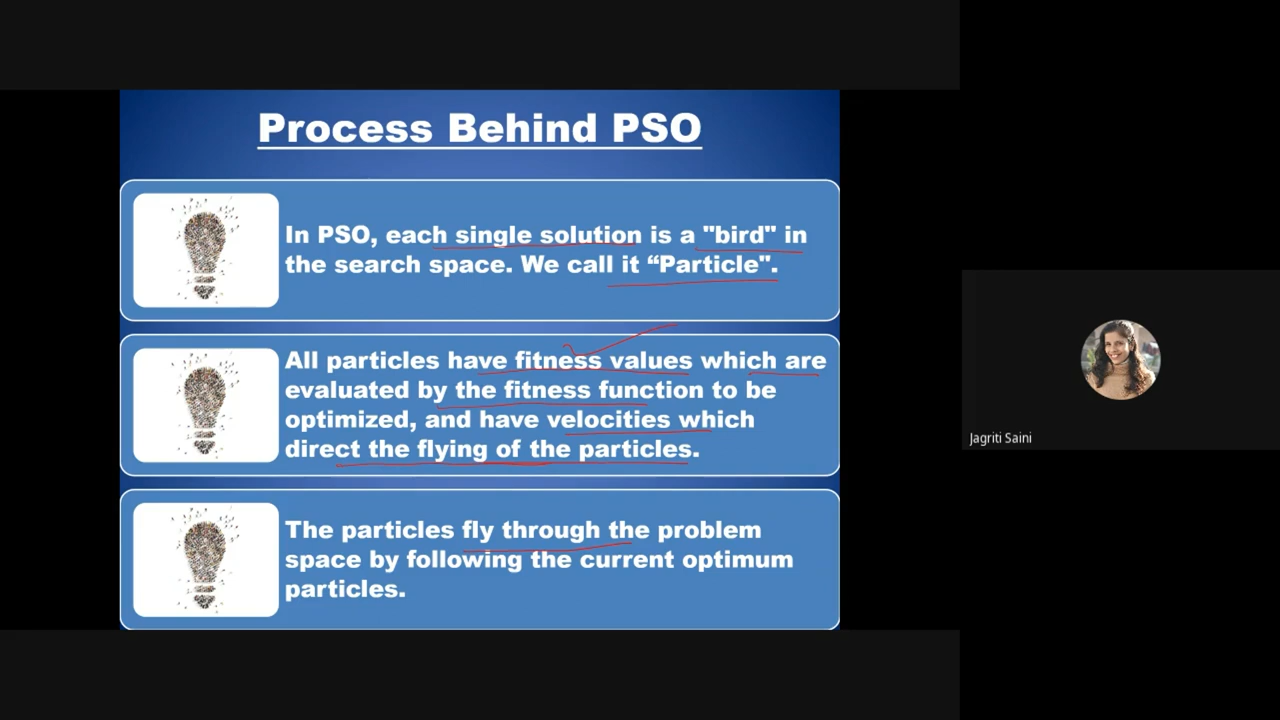 Process Behind PSO
In PSO, each single solution is a "bird" in
the search space. We call it “Particle".
All particles have fitness values which are
evaluated by the fitness function to be
optimized, and have velocities which
direct the flying of the particles.
The particles fly through the problem
space by following the current optimum
particles.
Jagriti Saini